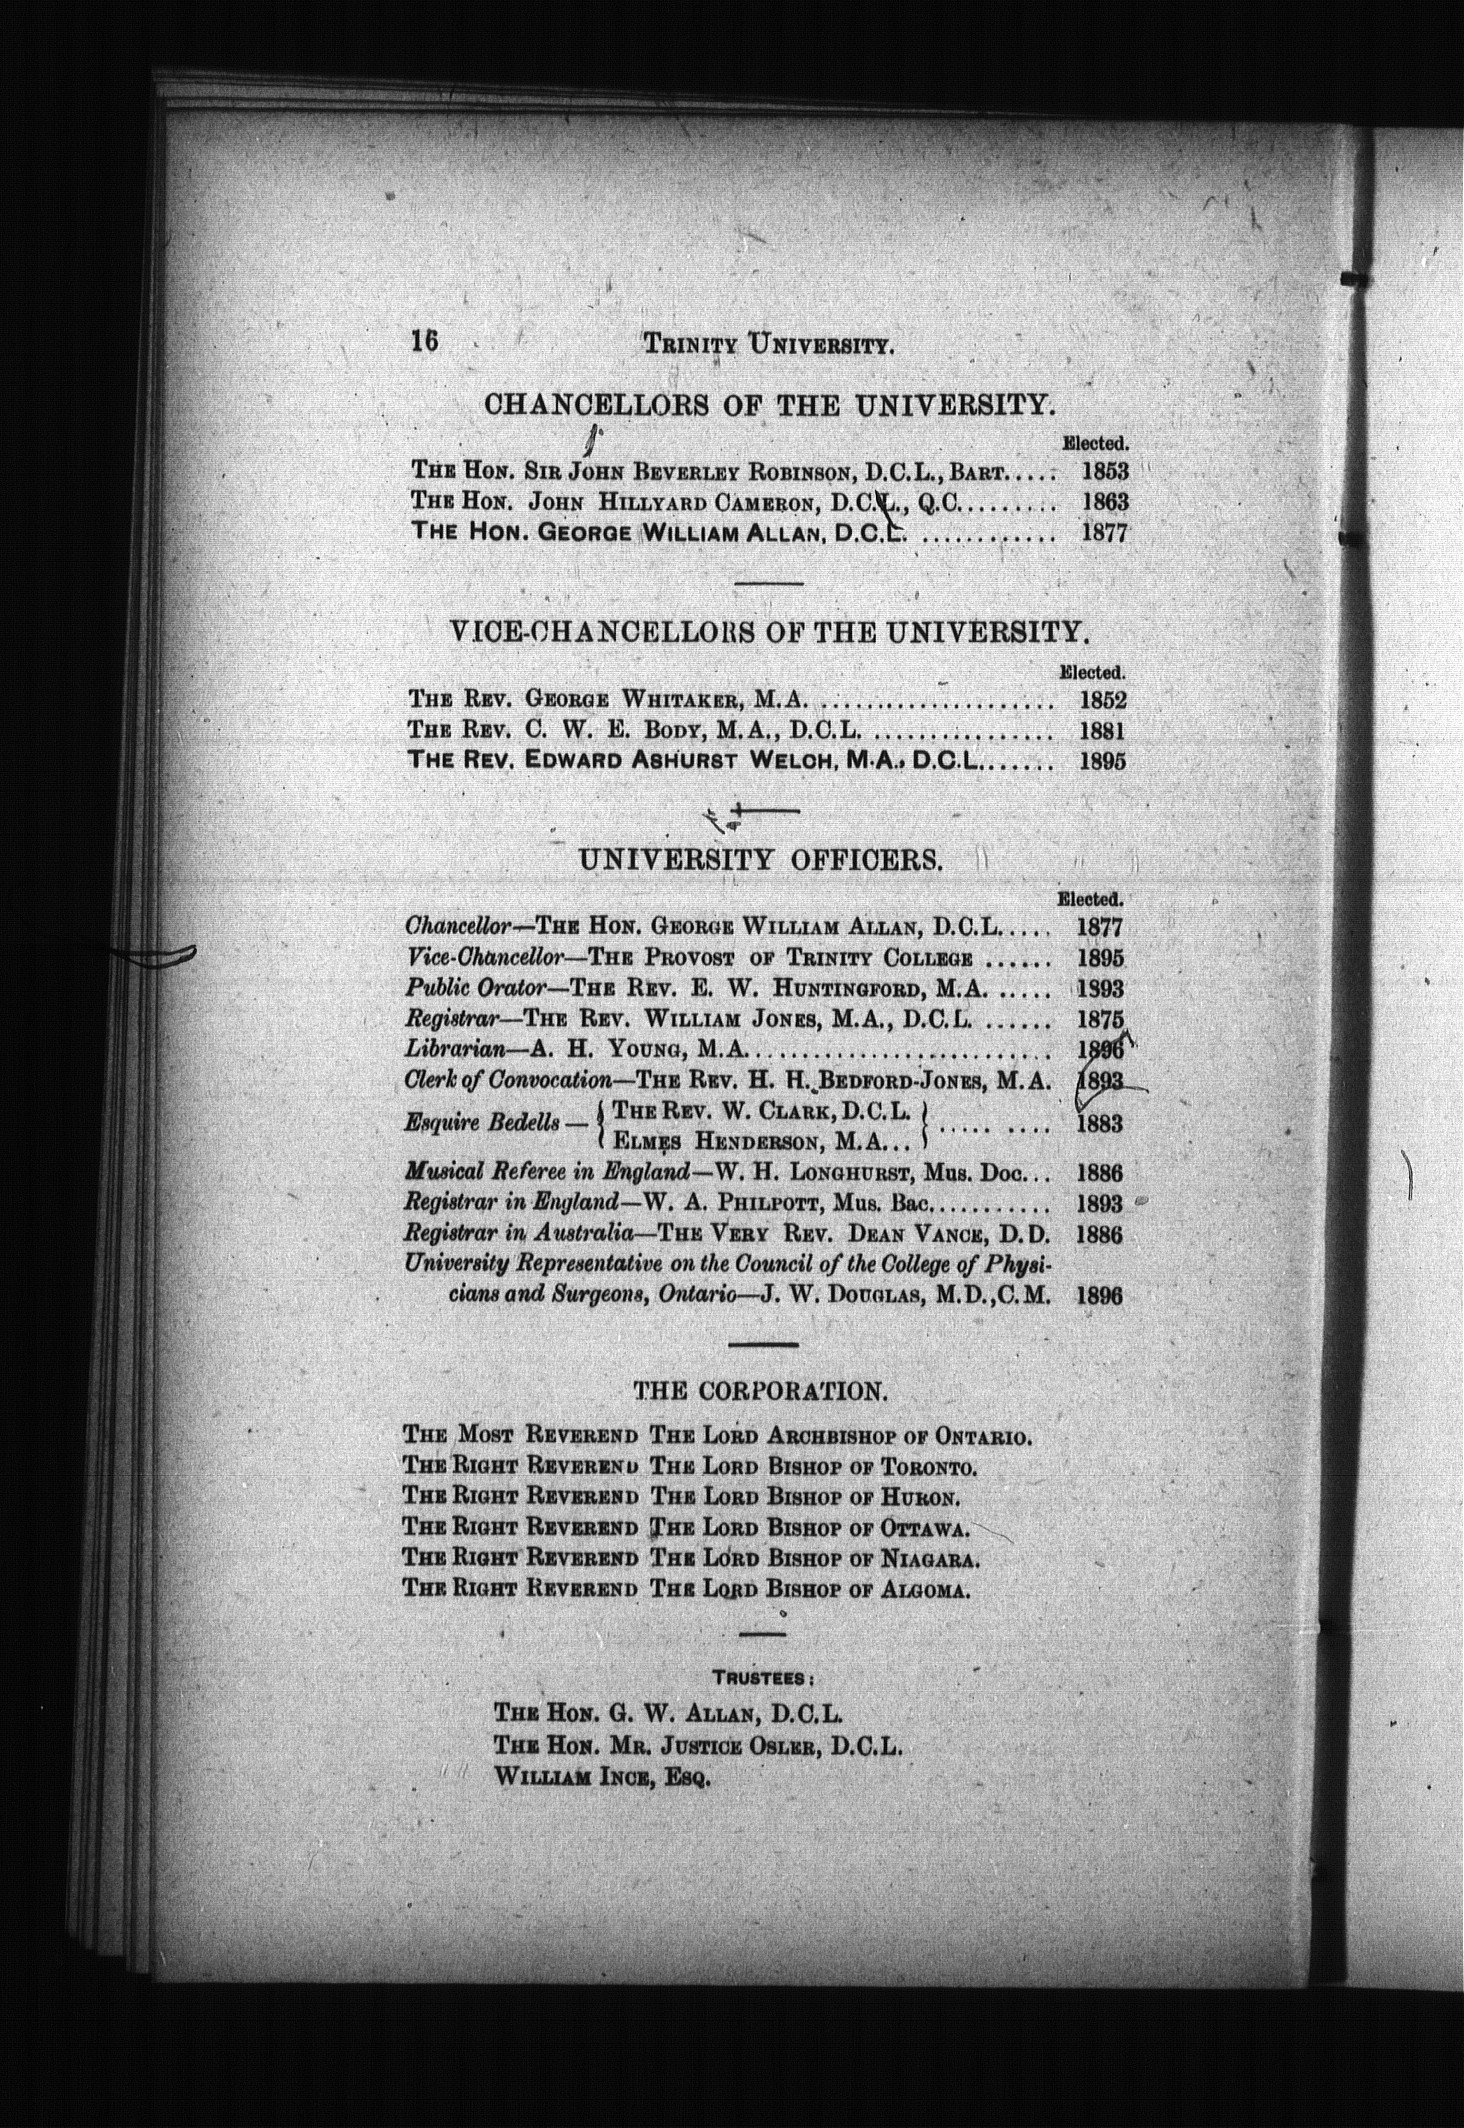 16 TRINITY UNIVERSITY.
CHANCELLORS OF THE UNIVERSITY.
Elected.
THE HON. SIR JOHN BEVERLEY ROBINSON, D.C.L., BART..... 1853
THE HON. JOHN HILLYARD CAMERON, D.C.L., Q.C......... 1863
THE HON. GEORGE WILLIAM ALLAN, D.C.L. ............ 1877
VICE-CHANCELLORS OF THE UNIVERSITY.
Elected.
THE REV. GEORGE WHITAKER, M.A. ..................... 1852
THE REV. C. W. E. BODY, M.A., D.C.L. ................ 1881
THE REV. EDWARD ASHURST WELCH, M.A., D.C.L....... 1895
UNIVERSITY OFFICERS.
Elected.
Chancellor—THE HON. GEORGE WILLIAM ALLAN, D.C.L..... 1877
Vice-Chancellor—THE PROVOST OF TRINITY COLLEGE ...... 1895
Public Orator—THE REV. E. W. HUNTINGFORD, M.A. ...... 1893
Registrar—THE REV. WILLIAM JONES, M.A., D.C.L. ...... 1875
Librarian—A. H. YOUNG, M.A........................... 1896
Clerk of Convocation—THE REV. H. H. BEDFORD-JONES, M.A. 1893
Esquire Bedells — { THE REV. W. CLARK, D.C.L. } ..... .... 1883
{ ELMES HENDERSON, M.A... }
Musical Referee in England—W. H. LONGHURST, Mus. Doc... 1886
Registrar in England—W. A. PHILPOTT, Mus. Bac........... 1893
Registrar in Australia—THE VERY REV. DEAN VANCE, D.D. 1886
University Representative on the Council of the College of Physi-
cians and Surgeons, Ontario—J. W. DOUGLAS, M.D., C.M. 1896
THE CORPORATION.
THE MOST REVEREND THE LORD ARCHBISHOP OF ONTARIO.
THE RIGHT REVEREND THE LORD BISHOP OF TORONTO.
THE RIGHT REVEREND THE LORD BISHOP OF HURON.
THE RIGHT REVEREND THE LORD BISHOP OF OTTAWA.
THE RIGHT REVEREND THE LORD BISHOP OF NIAGARA.
THE RIGHT REVEREND THE LORD BISHOP OF ALGOMA.
TRUSTEES:
THE HON. G. W. ALLAN, D.C.L.
THE HON. MR. JUSTICE OSLER, D.C.L.
WILLIAM INCE, ESQ.